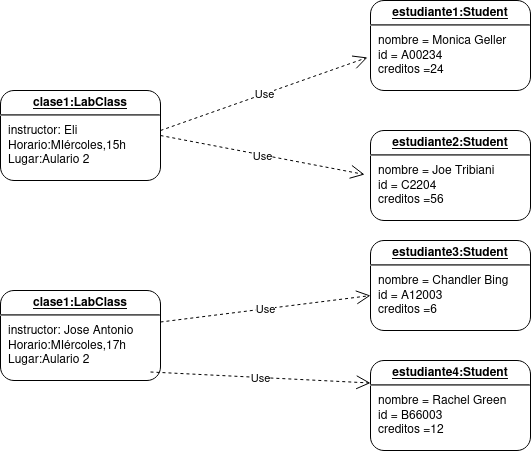 estudiante1:Student
nombre = Monica Geller
id = A00234
creditos =24
Use
clase1:LabClass
instructor: Eli
Horario:MIércoles,15h
Lugar:Aulario 2
Use
estudiante2:Student
nombre = Joe Tribiani
id = C2204
creditos =56
estudiante3:Student
nombre = Chandler Bing
id = A12003
creditos =6
clase1:LabClass
instructor: Jose Antonio
Horario:MIércoles,17h
Lugar:Aulario 2
Use
Use
estudiante4:Student
nombre = Rachel Green
id = B66003
creditos =12